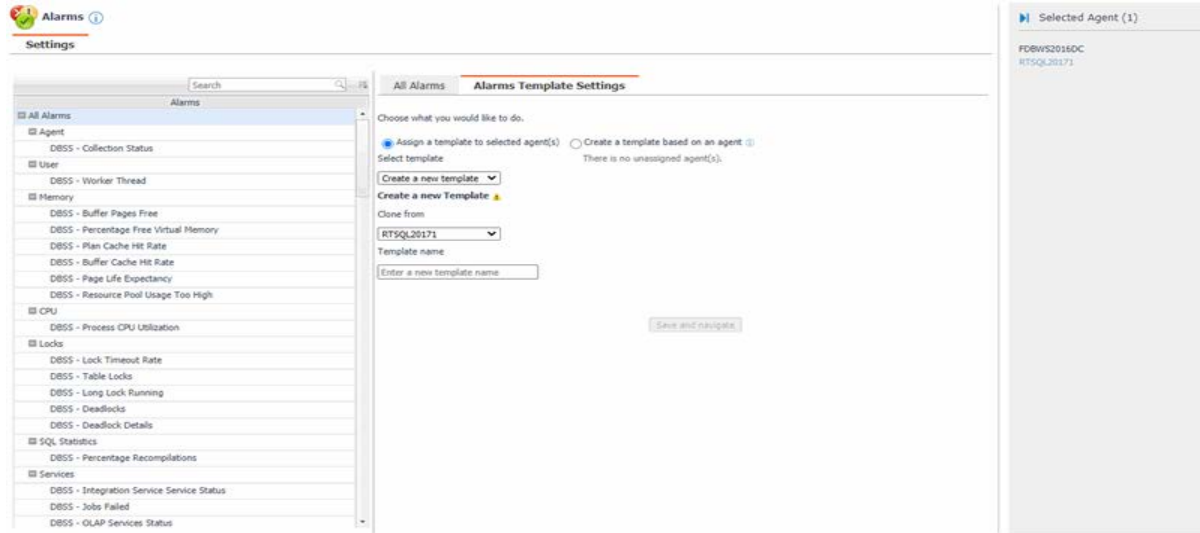 Alarms
Settings
Search
Alarms
All Alarms
Agent
DBSS - Collection Status
User
DBSS - Worker Thread
Memory
DBSS - Buffer Pages Free
DBSS - Percentage Free Virtual Memory
DBSS - Plan Cache Hit Rate
DBSS - Buffer Cache Hit Rate
DBSS - Page Life Expectancy
DBSS - Resource Pool Usage Too High
CPU
DBSS - Process CPU Utilization
Locks
DBSS - Lock Timeout Rate
DBSS - Table Locks
DBSS - Long Lock Running
DBSS - Deadlocks
DBSS - Deadlock Details
SQL Statistics
DBSS - Percentage Recompilations
Services
DBSS - Integration Service Service Status
DBSS - Jobs Failed
DBSS - OLAP Services Status
All Alarms Alarms Template Settings
Choose what you would like to do.
Assign a template to selected agent(s) Create a template based on an agent
Select template There is no unassigned agent(s).
Create a new template
Create a new Template
Clone from
RTSQL20171
Template name
Enter a new template name
Save and navigate
Selected Agent (1)
FDBWS2016DC
RTSQL20171